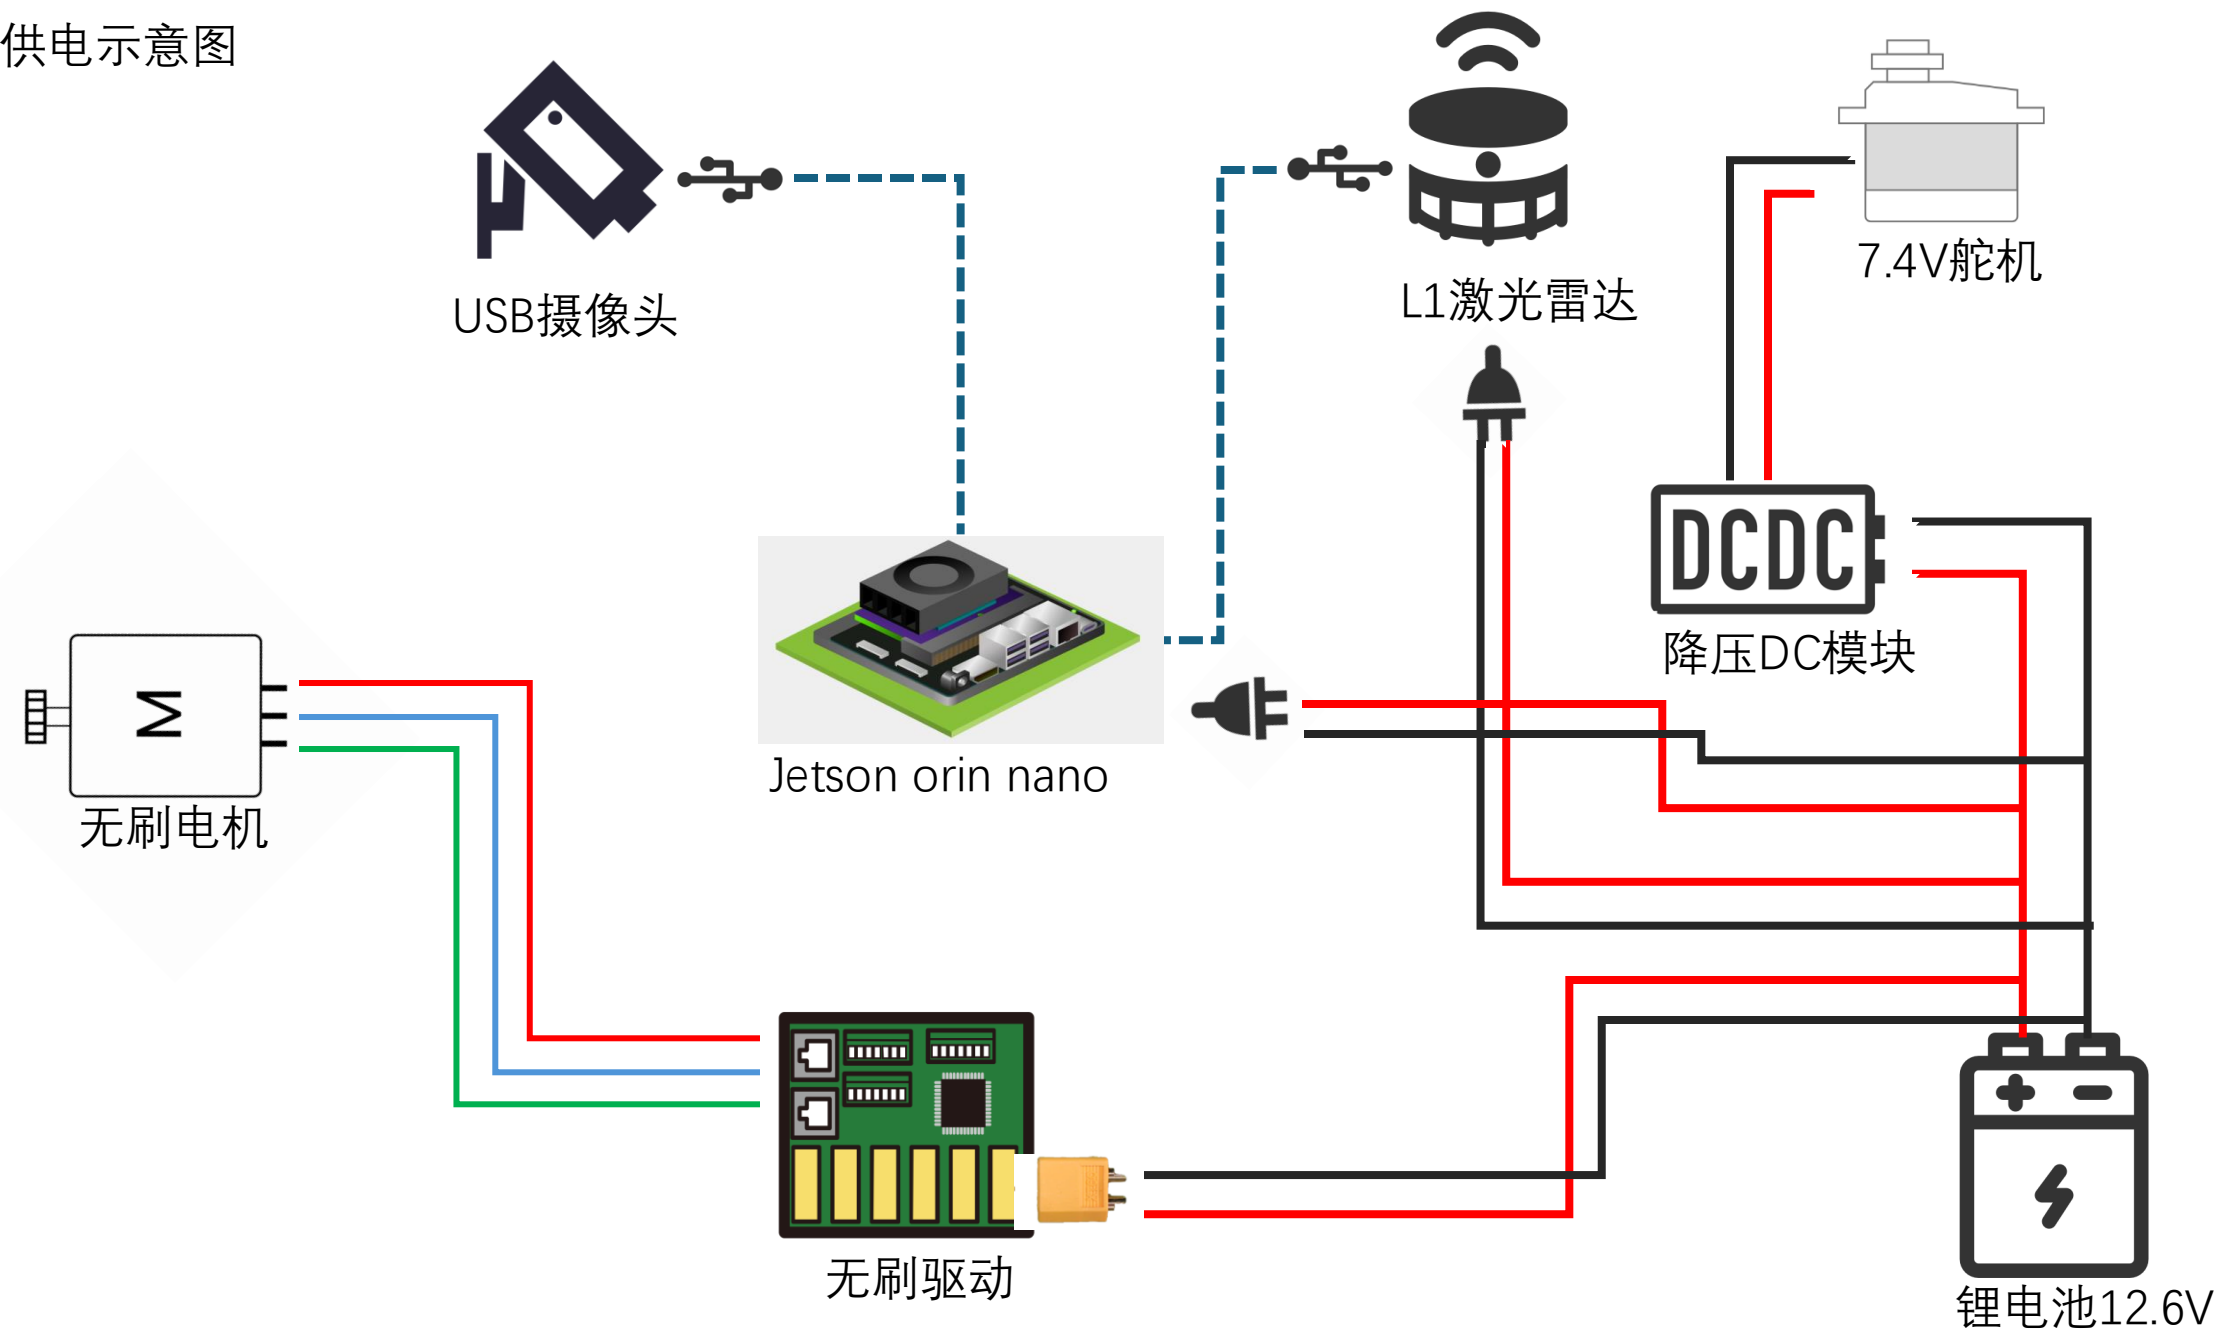 供电示意图
USB摄像头
L1激光雷达
7.4V舵机
DCDC
降压DC模块
M
无刷电机
Jetson orin nano
无刷驱动
锂电池12.6V